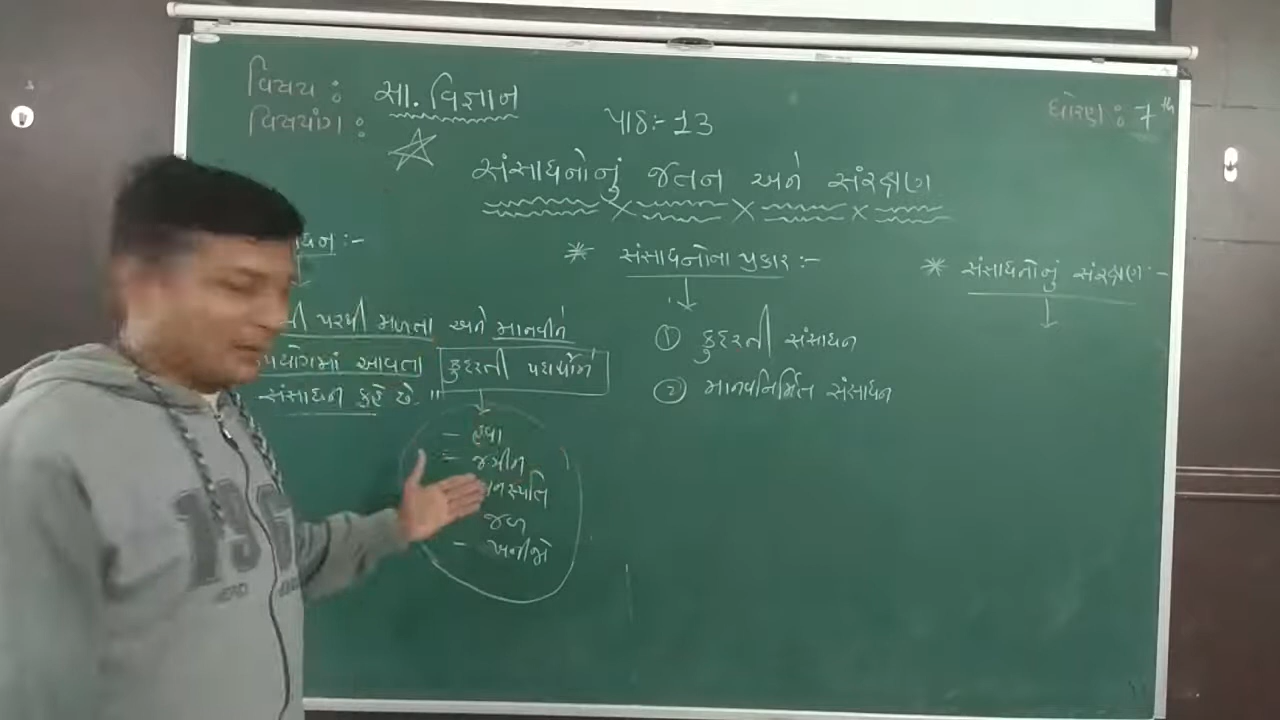 વિષય : સા. વિજ્ઞાન
વિષયાંગ :
પાઠ:- 13
ધોરણ : 7 th
સંસાધનોનું જતન અને સંરક્ષણ
ધન:-
પરથી મળતા અને માનવીને
ઉપયોગમાં આવતા કુદરતી પદાર્થોને
સંસાધન કહે છે."
- હવા
- જમીન
વનસ્પતિ
જળ
- ખનીજો
* સંસાધનોના પ્રકાર :-
① કુદરતી સંસાધન
② માનવનિર્મિત સંસાધન
* સંસાધનોનું સંરક્ષણ :-